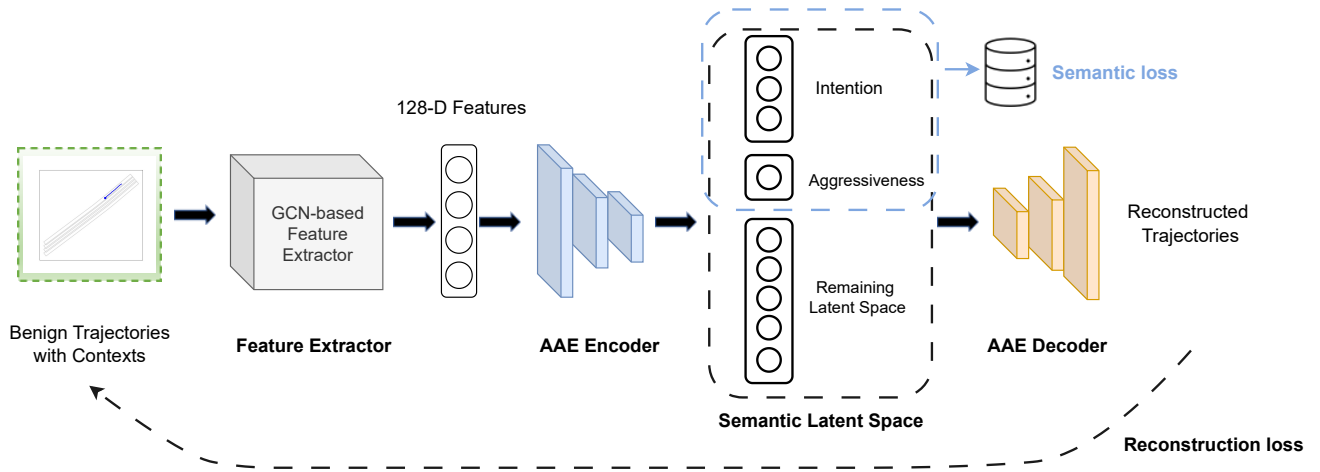 128-D Features
Intention
Semantic loss
Aggressiveness
GCN-based
Feature
Extractor
Reconstructed
Trajectories
Remaining
Latent Space
Benign Trajectories
with Contexts
Feature Extractor
AAE Encoder
AAE Decoder
Semantic Latent Space
Reconstruction loss